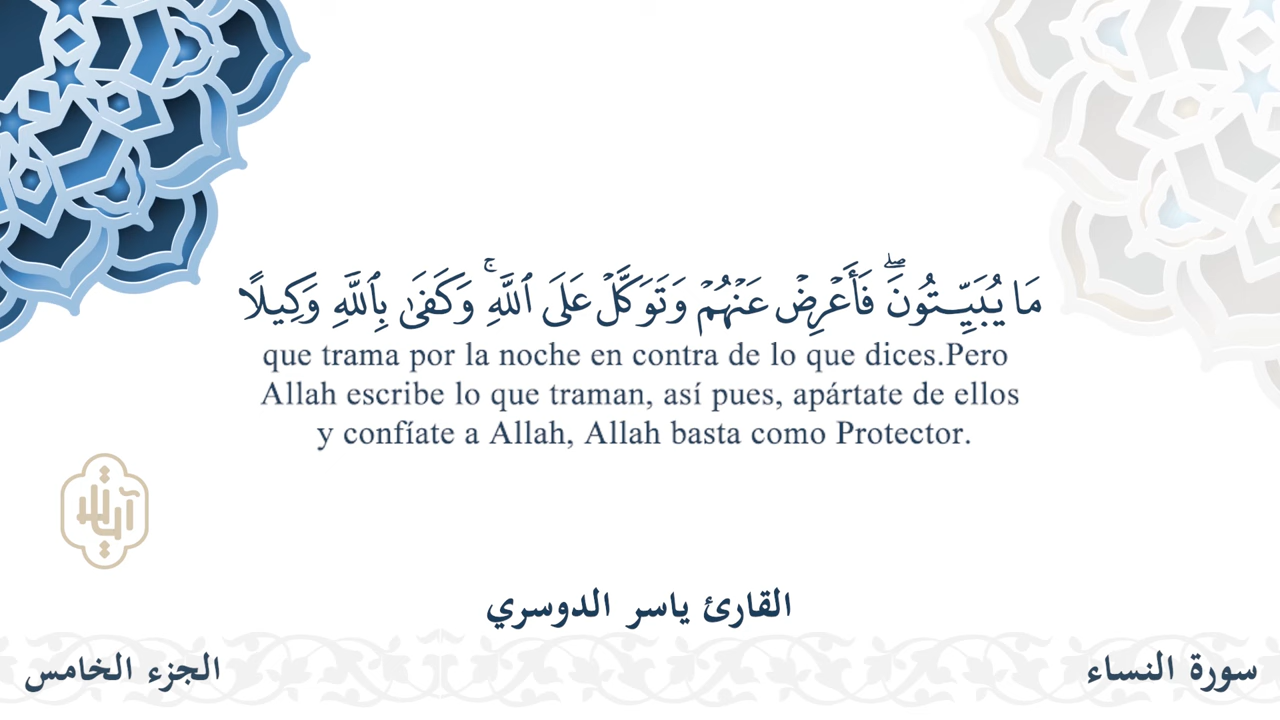 مَا يُبَيِّتُونَۖ فَأَعۡرِضۡ عَنۡهُمۡ وَتَوَكَّلۡ عَلَى ٱللَّهِۚ وَكَفَىٰ بِٱللَّهِ وَكِيلًا
que trama por la noche en contra de lo que dices.Pero
Allah escribe lo que traman, así pues, apártate de ellos
y confíate a Allah, Allah basta como Protector.
القارئ ياسر الدوسري
سورة النساء
الجزء الخامس